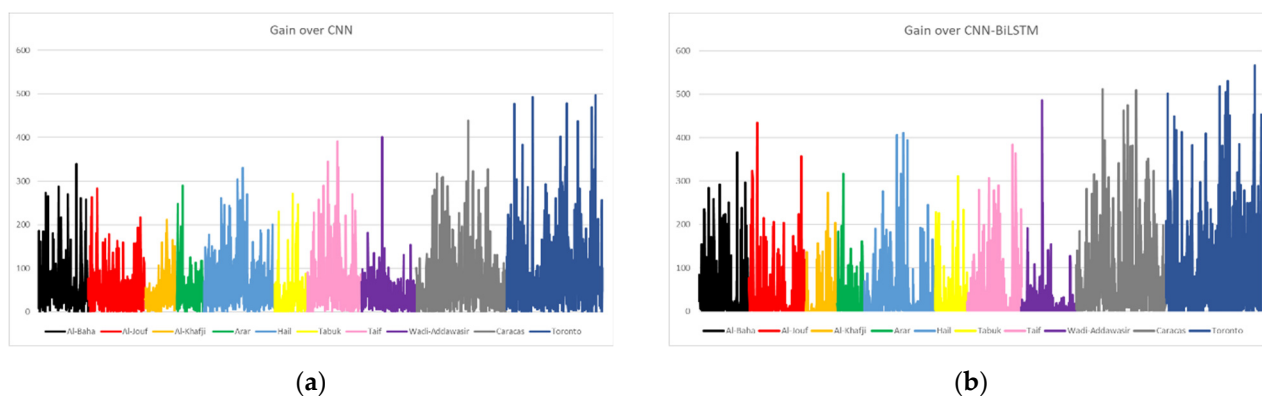 Gain over CNN
600
500
400
300
200
100
0
Al-Baha Al-Jouf Al-Khafji Arar Hail Tabuk Taif Wadi-Addawasir Caracas Toronto
(a)
Gain over CNN-BiLSTM
600
500
400
300
200
100
0
Al-Baha Al-Jouf Al-Khafji Arar Hail Tabuk Taif Wadi-Addawasir Caracas Toronto
(b)